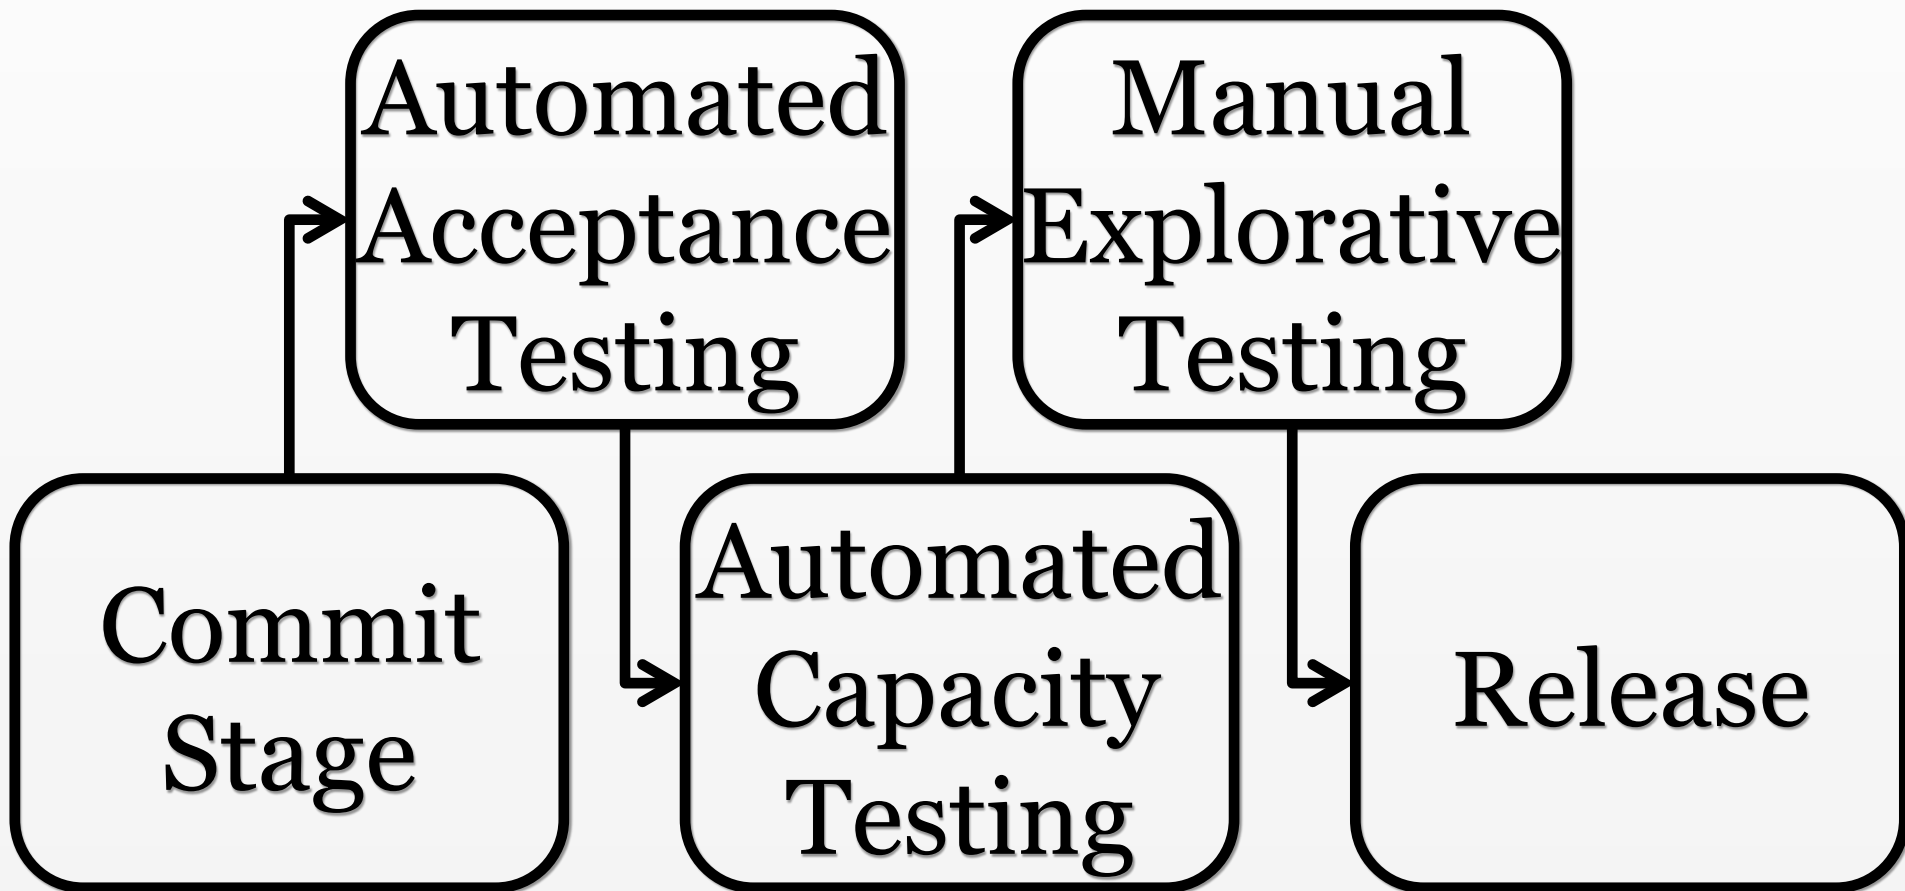 Commit
Stage
Automated
Acceptance
Testing
Automated
Capacity
Testing
Manual
Explorative
Testing
Release